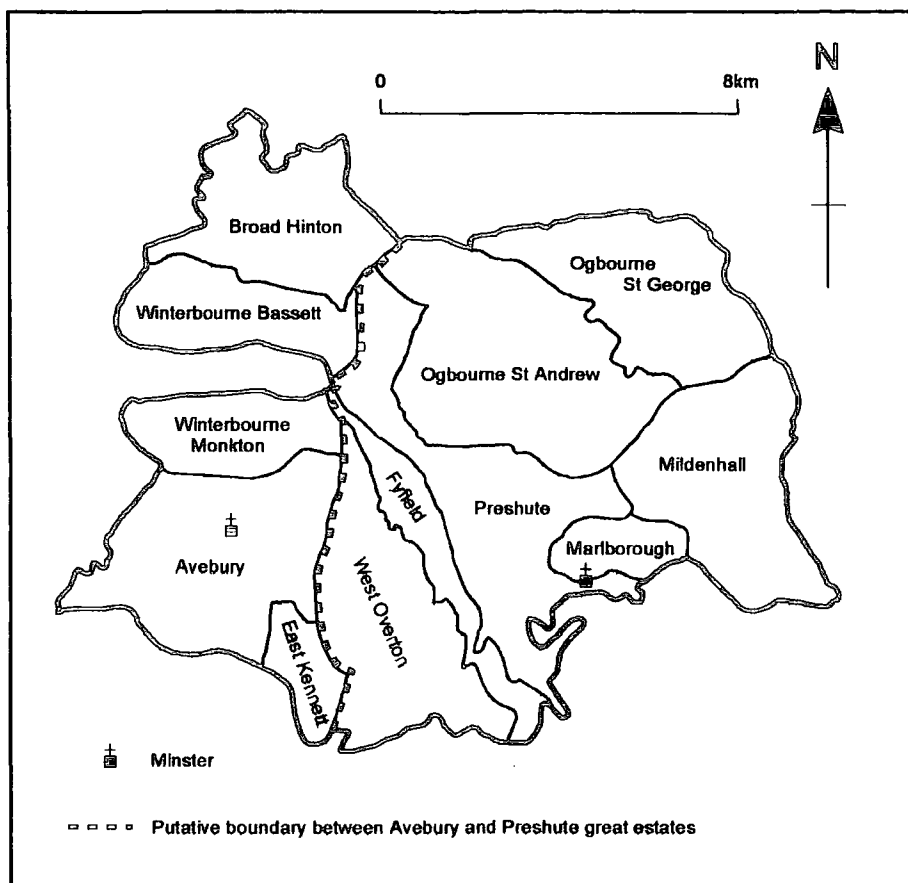 N
0 8km
Broad Hinton
Ogbourne
St George
Winterbourne Bassett
Ogbourne St Andrew
Winterbourne
Monkton
Mildenhall
Fyfield
Preshute
Marlborough
Avebury
West Overton
East Kennett
Minster
Putative boundary between Avebury and Preshute great estates